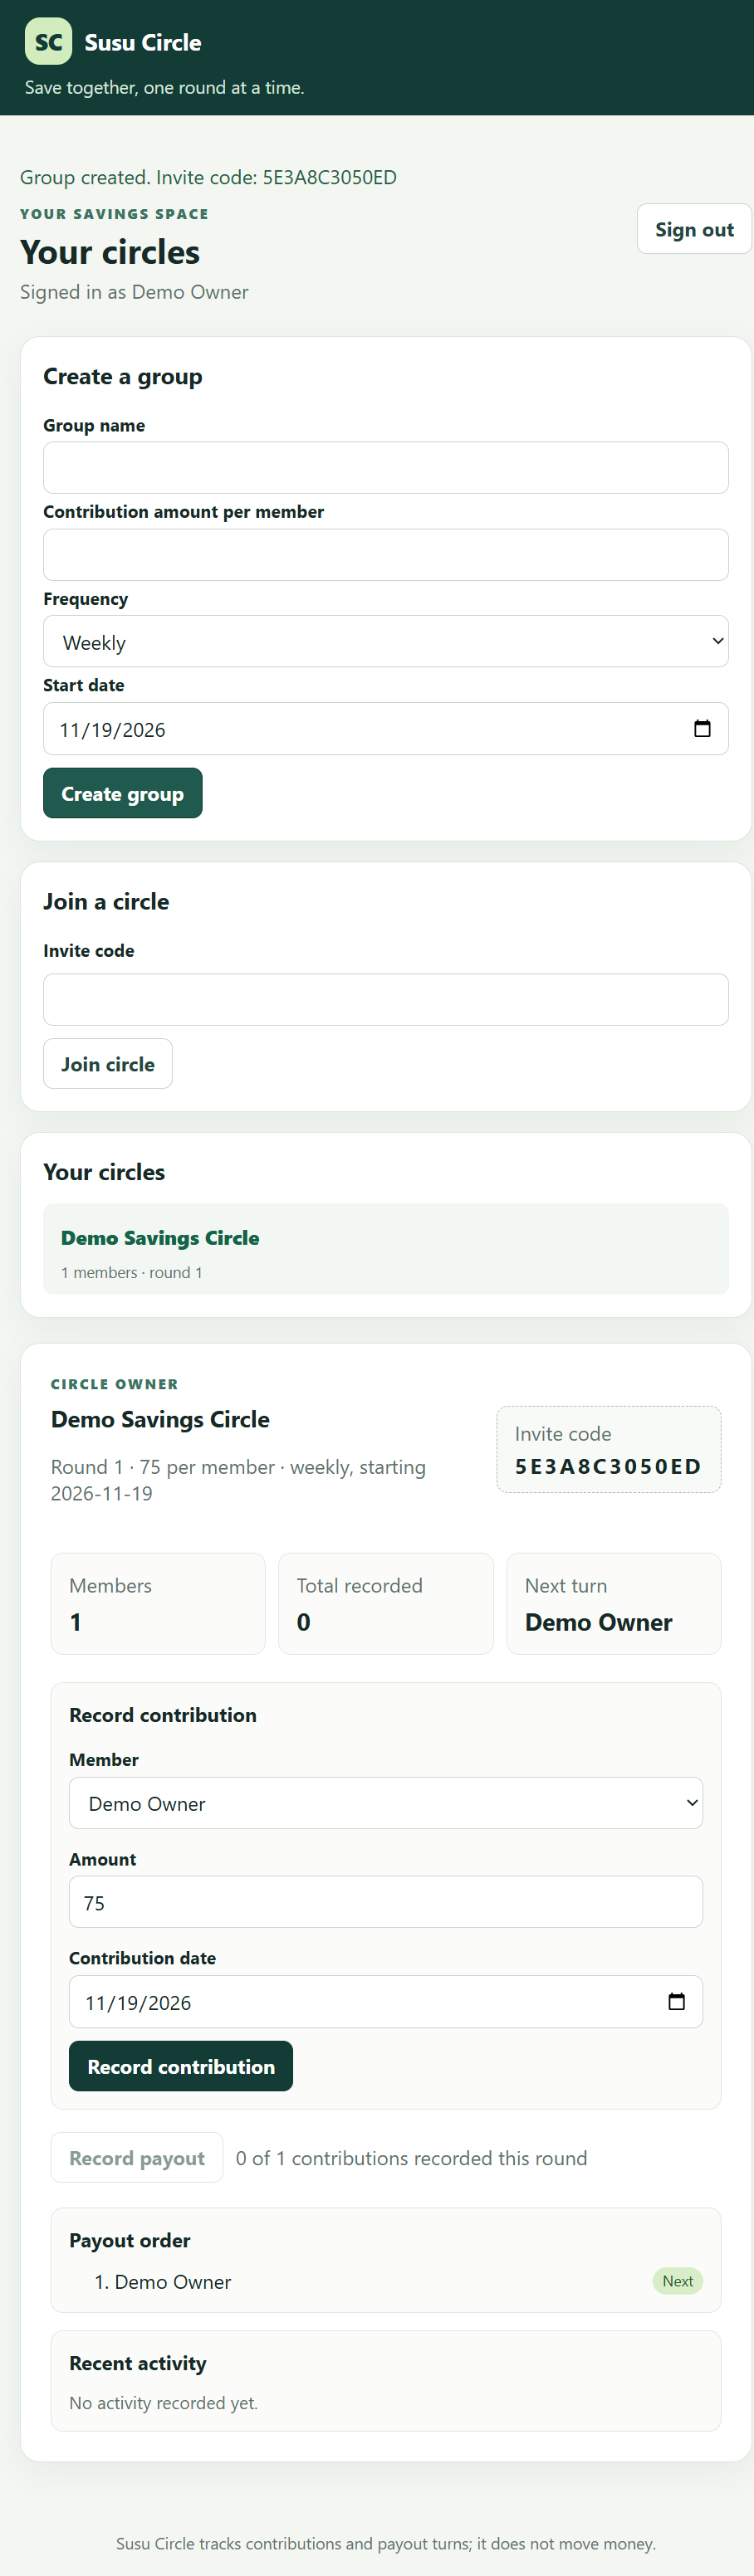 SC Susu Circle
Save together, one round at a time.
Group created. Invite code: 5E3A8C3050ED
YOUR SAVINGS SPACE
Your circles
Signed in as Demo Owner
Sign out
Create a group
Group name
Contribution amount per member
Frequency
Weekly
Start date
11/19/2026
Create group
Join a circle
Invite code
Join circle
Your circles
Demo Savings Circle
1 members · round 1
CIRCLE OWNER
Demo Savings Circle
Round 1 · 75 per member · weekly, starting
2026-11-19
Invite code
5E3A8C3050ED
Members
1
Total recorded
0
Next turn
Demo Owner
Record contribution
Member
Demo Owner
Amount
75
Contribution date
11/19/2026
Record contribution
Record payout
0 of 1 contributions recorded this round
Payout order
1. Demo Owner
Next
Recent activity
No activity recorded yet.
Susu Circle tracks contributions and payout turns; it does not move money.